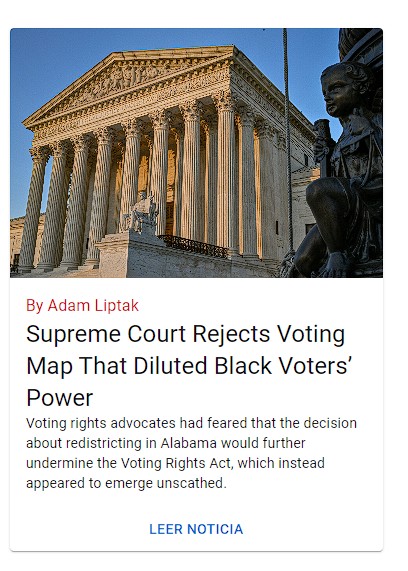 By Adam Liptak
Supreme Court Rejects Voting
Map That Diluted Black Voters’
Power
Voting rights advocates had feared that the decision
about redistricting in Alabama would further
undermine the Voting Rights Act, which instead
appeared to emerge unscathed.
LEER NOTICIA